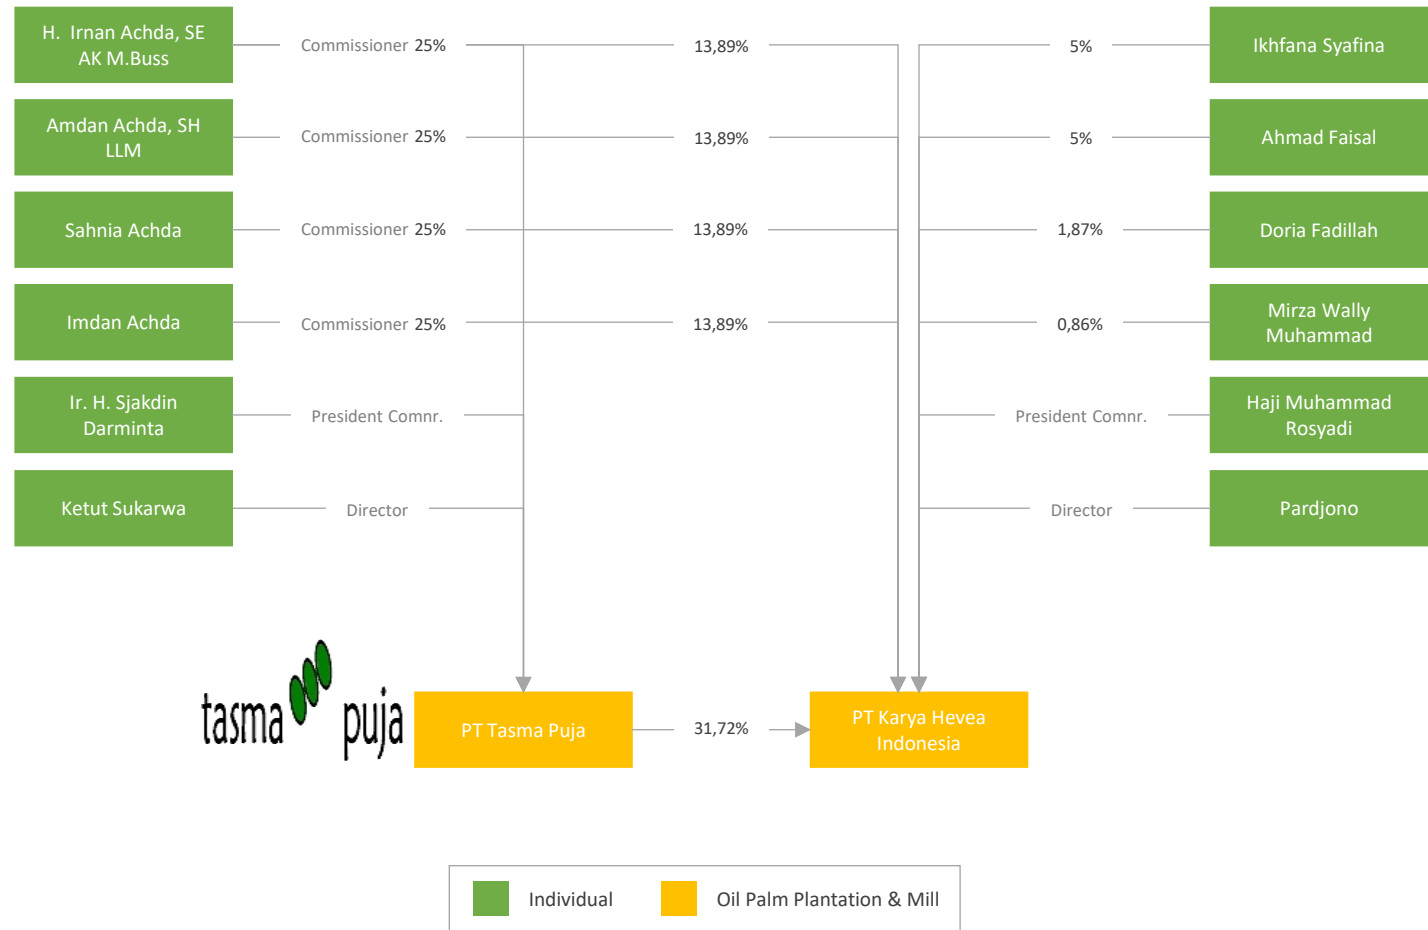 H.  Irnan Achda, SE
AK M.Buss
Commissioner 25%
13,89%
5%
Ikhfana Syafina
Amdan Achda, SH
LLM
Commissioner 25%
13,89%
5%
Ahmad Faisal
Sahnia Achda
Commissioner 25%
13,89%
1,87%
Doria Fadillah
Imdan Achda
Commissioner 25%
13,89%
0,86%
Mirza Wally
Muhammad
Ir. H. Sjakdin
Darminta
President Comnr.
President Comnr.
Haji Muhammad
Rosyadi
Ketut Sukarwa
Director
Director
Pardjono
tasma puja
PT Tasma Puja
31,72%
PT Karya Hevea
Indonesia
Individual
Oil Palm Plantation & Mill